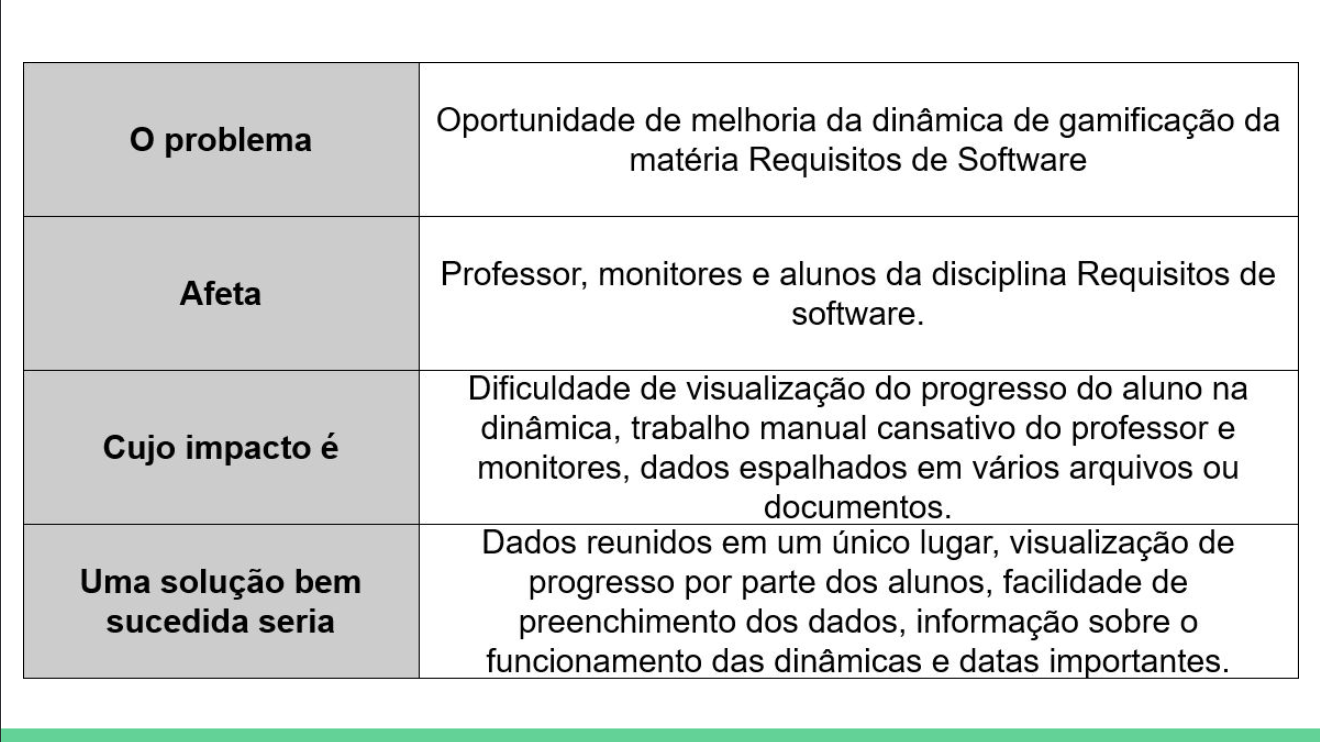 O problema
Oportunidade de melhoria da dinâmica de gamificação da
matéria Requisitos de Software
Afeta
Professor, monitores e alunos da disciplina Requisitos de
software.
Cujo impacto é
Dificuldade de visualização do progresso do aluno na
dinâmica, trabalho manual cansativo do professor e
monitores, dados espalhados em vários arquivos ou
documentos.
Uma solução bem
sucedida seria
Dados reunidos em um único lugar, visualização de
progresso por parte dos alunos, facilidade de
preenchimento dos dados, informação sobre o
funcionamento das dinâmicas e datas importantes.